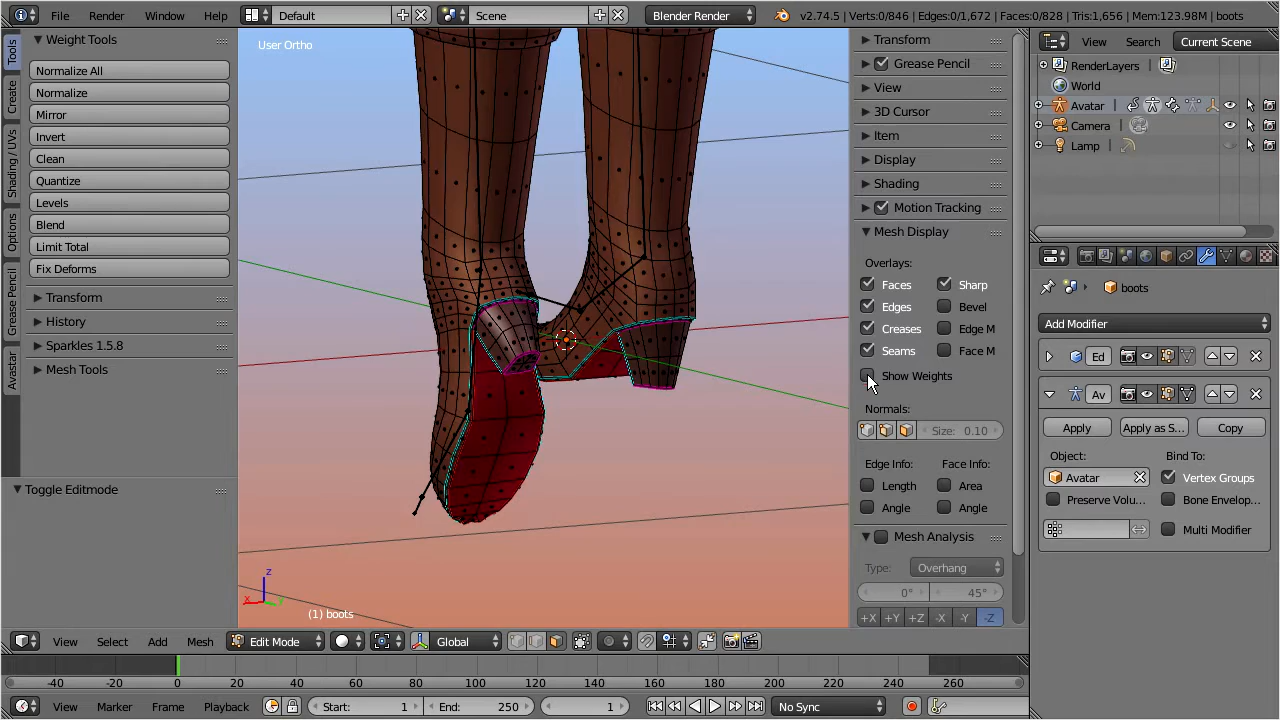 File Render Window Help Default Scene Blender Render v2.74.5 | Verts:0/846 | Edges:0/1,672 | Faces:0/828 | Tris:1,656 | Mem:123.98M | boots
Tools
Create
Shading / UVs
Options
Grease Pencil
Avastar
Weight Tools
Normalize All
Normalize
Mirror
Invert
Clean
Quantize
Levels
Blend
Limit Total
Fix Deforms
Transform
History
Sparkles 1.5.8
Mesh Tools
Toggle Editmode
User Ortho
z
x
y
(1) boots
Transform
Grease Pencil
View
3D Cursor
Item
Display
Shading
Motion Tracking
Mesh Display
Overlays:
Faces Sharp
Edges Bevel
Creases Edge M
Seams Face M
Show Weights
Normals:
Size: 0.10
Edge Info: Face Info:
Length Area
Angle Angle
Mesh Analysis
Type: Overhang
0° 45°
+X +Y +Z -X -Y -Z
View Search Current Scene
RenderLayers
World
Avatar
Camera
Lamp
boots
Add Modifier
Ed
Av
Apply Apply as S... Copy
Object: Bind To:
Avatar Vertex Groups
Preserve Volu... Bone Envelop...
Multi Modifier
View Select Add Mesh Edit Mode Global
-40 -20 0 20 40 60 80 100 120 140 160 180 200 220 240 260
View Marker Frame Playback Start: 1 End: 250 1 No Sync